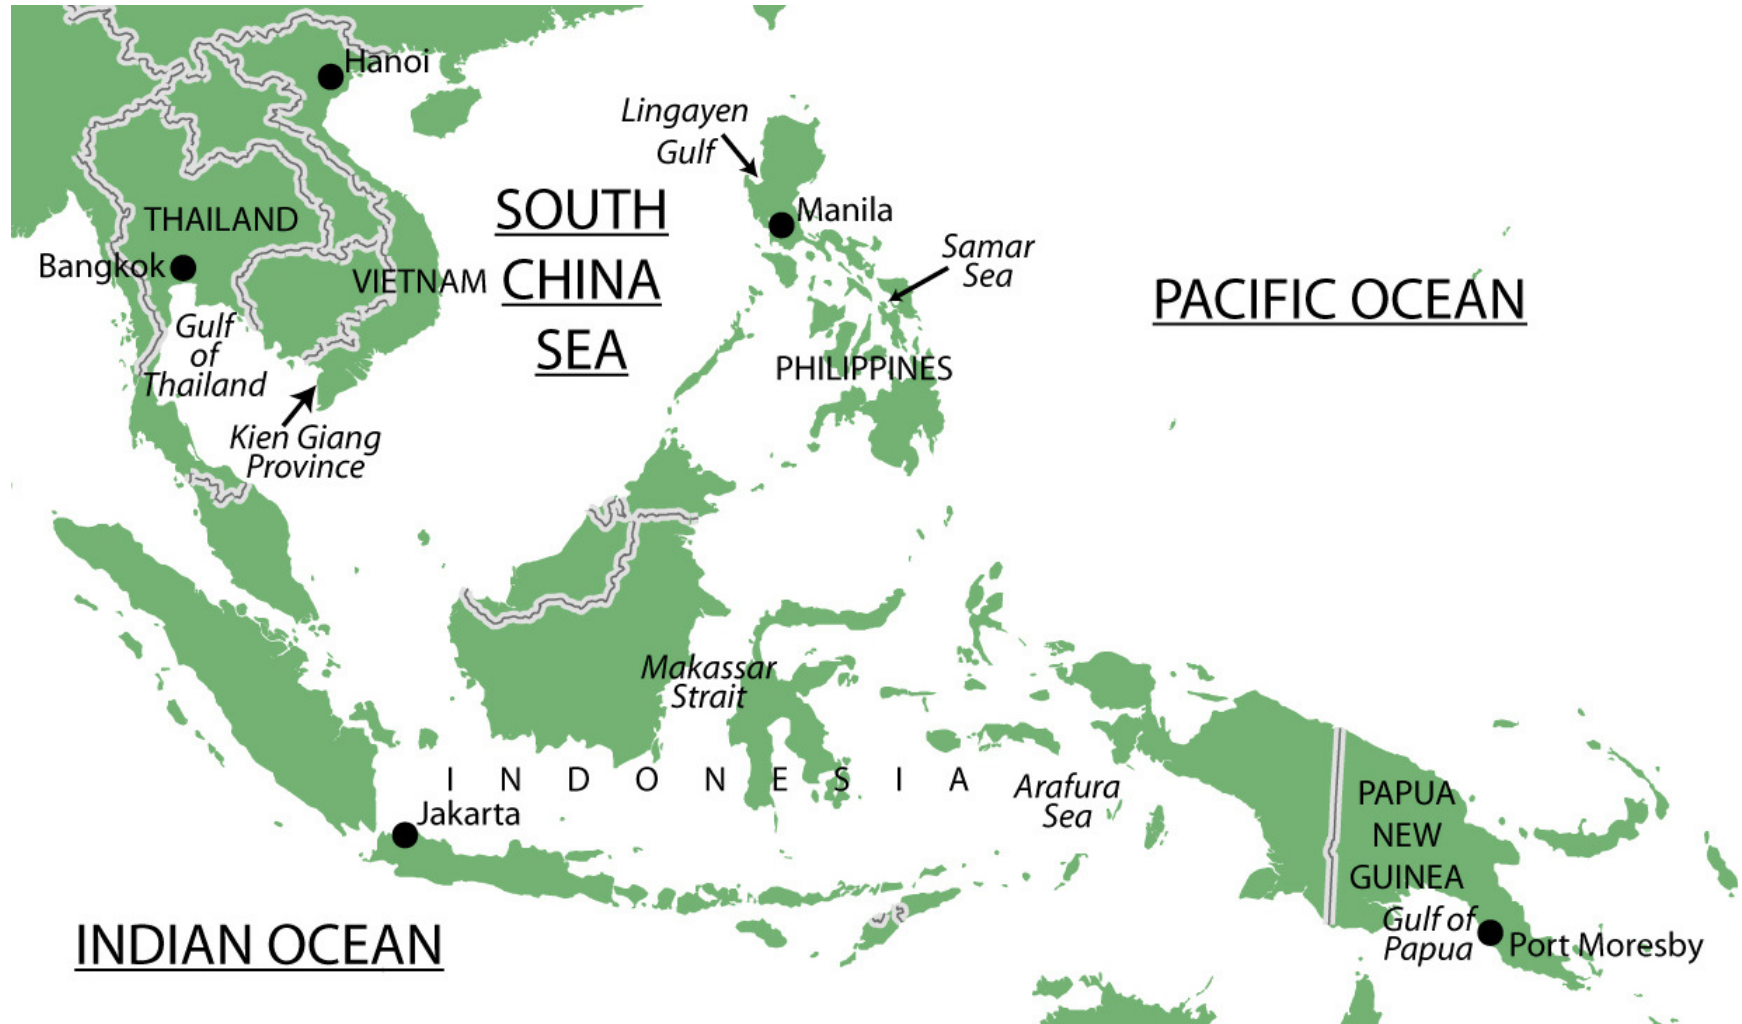 Hanoi
Lingayen
Gulf
SOUTH
CHINA
SEA
Manila
THAILAND
Bangkok
VIETNAM
Samar
Sea
PACIFIC OCEAN
Gulf
of
Thailand
PHILIPPINES
Kien Giang
Province
Makassar
Strait
I N D O N E S I A
Arafura
Sea
Jakarta
PAPUA
NEW
GUINEA
Gulf of
Papua
Port Moresby
INDIAN OCEAN